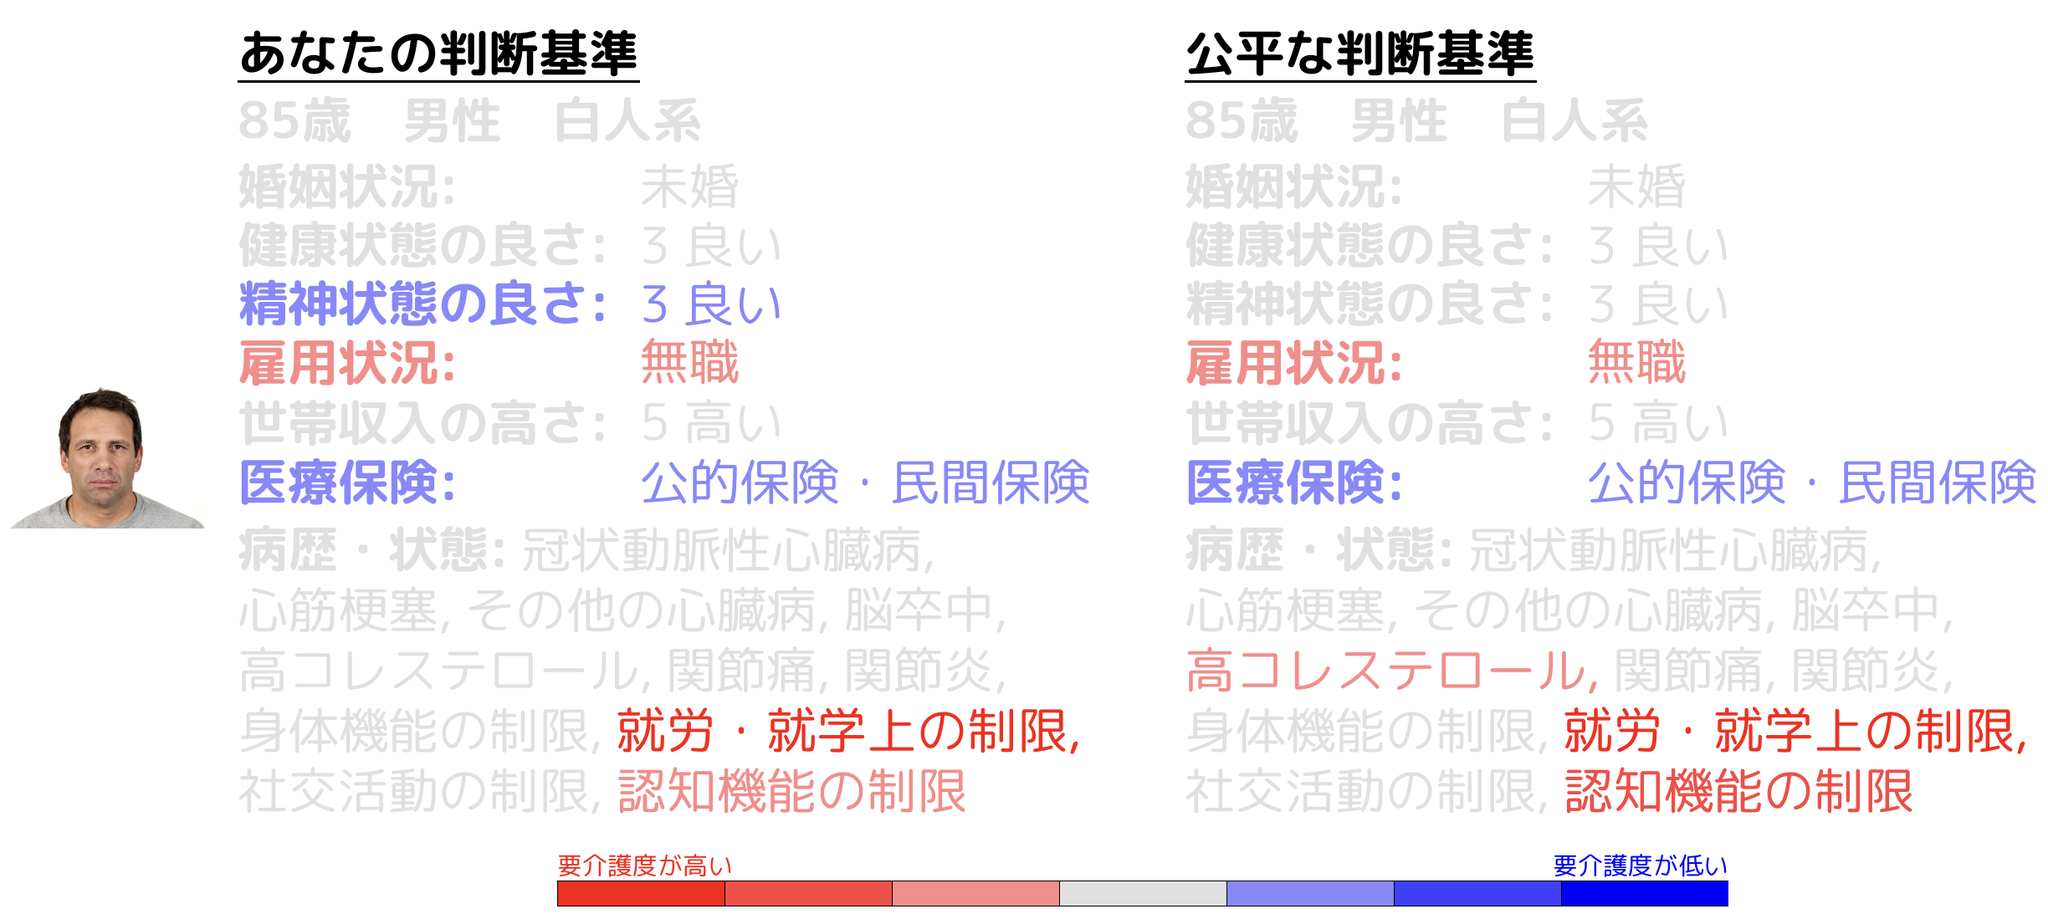 あなたの判断基準
85歳　男性　白人系
婚姻状況: 未婚
健康状態の良さ: 3 良い
精神状態の良さ: 3 良い
雇用状況: 無職
世帯収入の高さ: 5 高い
医療保険: 公的保険・民間保険
病歴・状態: 冠状動脈性心臓病,
心筋梗塞, その他の心臓病, 脳卒中,
高コレステロール, 関節痛, 関節炎,
身体機能の制限, 就労・就学上の制限,
社交活動の制限, 認知機能の制限
公平な判断基準
85歳　男性　白人系
婚姻状況: 未婚
健康状態の良さ: 3 良い
精神状態の良さ: 3 良い
雇用状況: 無職
世帯収入の高さ: 5 高い
医療保険: 公的保険・民間保険
病歴・状態: 冠状動脈性心臓病,
心筋梗塞, その他の心臓病, 脳卒中,
高コレステロール, 関節痛, 関節炎,
身体機能の制限, 就労・就学上の制限,
社交活動の制限, 認知機能の制限
要介護度が高い
要介護度が低い